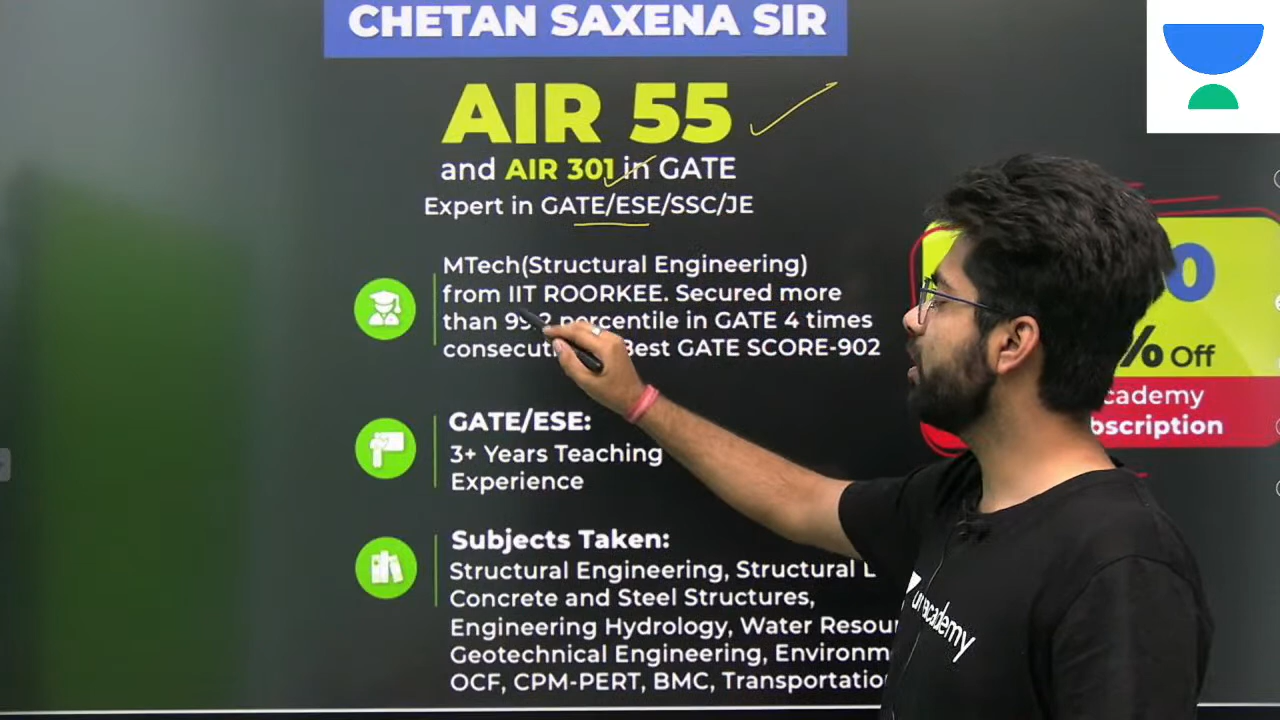 CHETAN SAXENA SIR
AIR 55
and AIR 301 in GATE
Expert in GATE/ESE/SSC/JE
MTech(Structural Engineering)
from IIT ROORKEE. Secured more
than 99.2 percentile in GATE 4 times
Best GATE SCORE-902
GATE/ESE:
3+ Years Teaching
Experience
Subjects Taken:
Structural Engineering, Structural
Concrete and Steel Structures,
Engineering Hydrology, Water
Geotechnical Engineering,
OCF, CPM-PERT, BMC,
% Off
unacademy